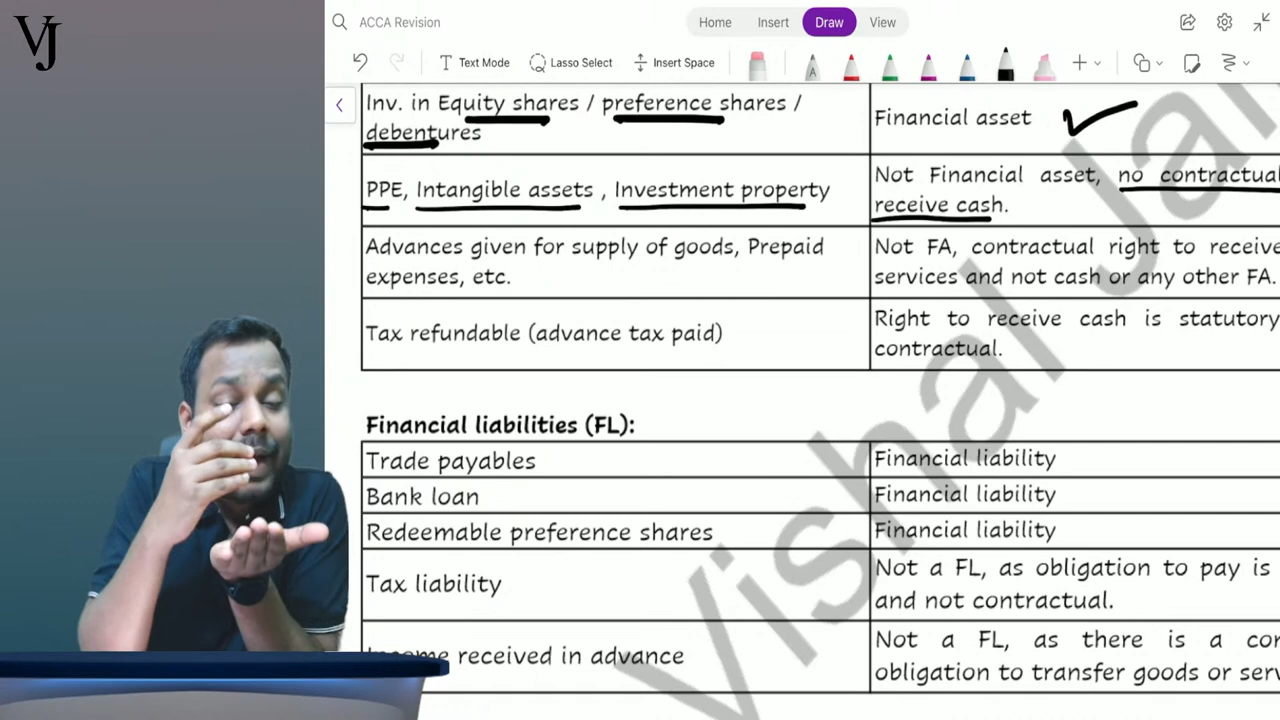 VJ
ACCA Revision
Home Insert Draw View
Text Mode Lasso Select Insert Space
Inv. in Equity shares / preference shares /
debentures
Financial asset
PPE, Intangible assets , Investment property
Not Financial asset, no contractual
receive cash.
Advances given for supply of goods, Prepaid
expenses, etc.
Not FA, contractual right to receive
services and not cash or any other FA.
Tax refundable (advance tax paid)
Right to receive cash is statutory
contractual.
Financial liabilities (FL):
Trade payables
Financial liability
Bank loan
Financial liability
Redeemable preference shares
Financial liability
Tax liability
Not a FL, as obligation to pay is
and not contractual.
Income received in advance
Not a FL, as there is a con
obligation to transfer goods or serv
Vishal Jai